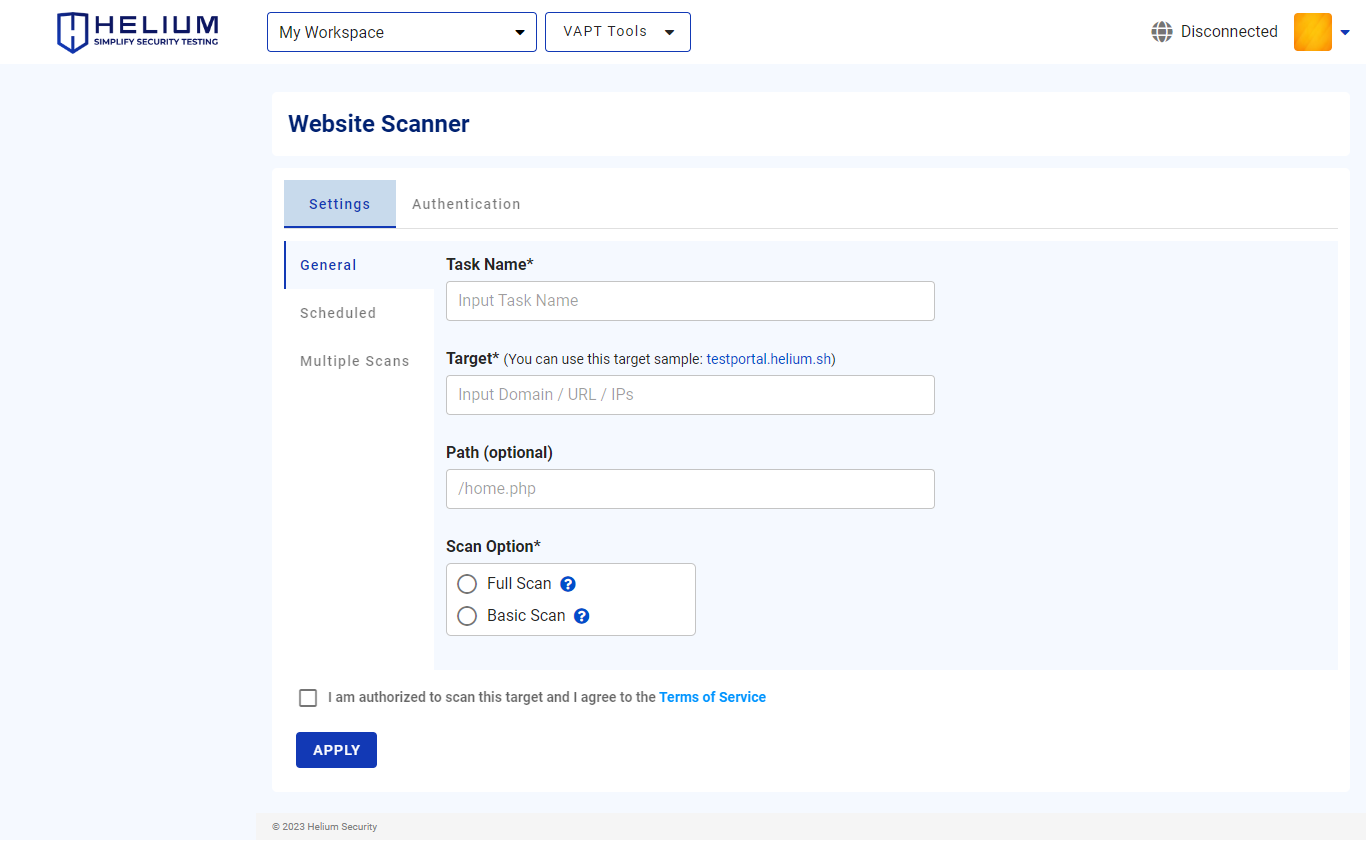 HELIUM
SIMPLIFY SECURITY TESTING
My Workspace
VAPT Tools
Disconnected
Website Scanner
Settings
Authentication
General
Scheduled
Multiple Scans
Task Name*
Input Task Name
Target* (You can use this target sample: testportal.helium.sh)
Input Domain / URL / IPs
Path (optional)
/home.php
Scan Option*
Full Scan ?
Basic Scan ?
I am authorized to scan this target and I agree to the Terms of Service
APPLY
© 2023 Helium Security